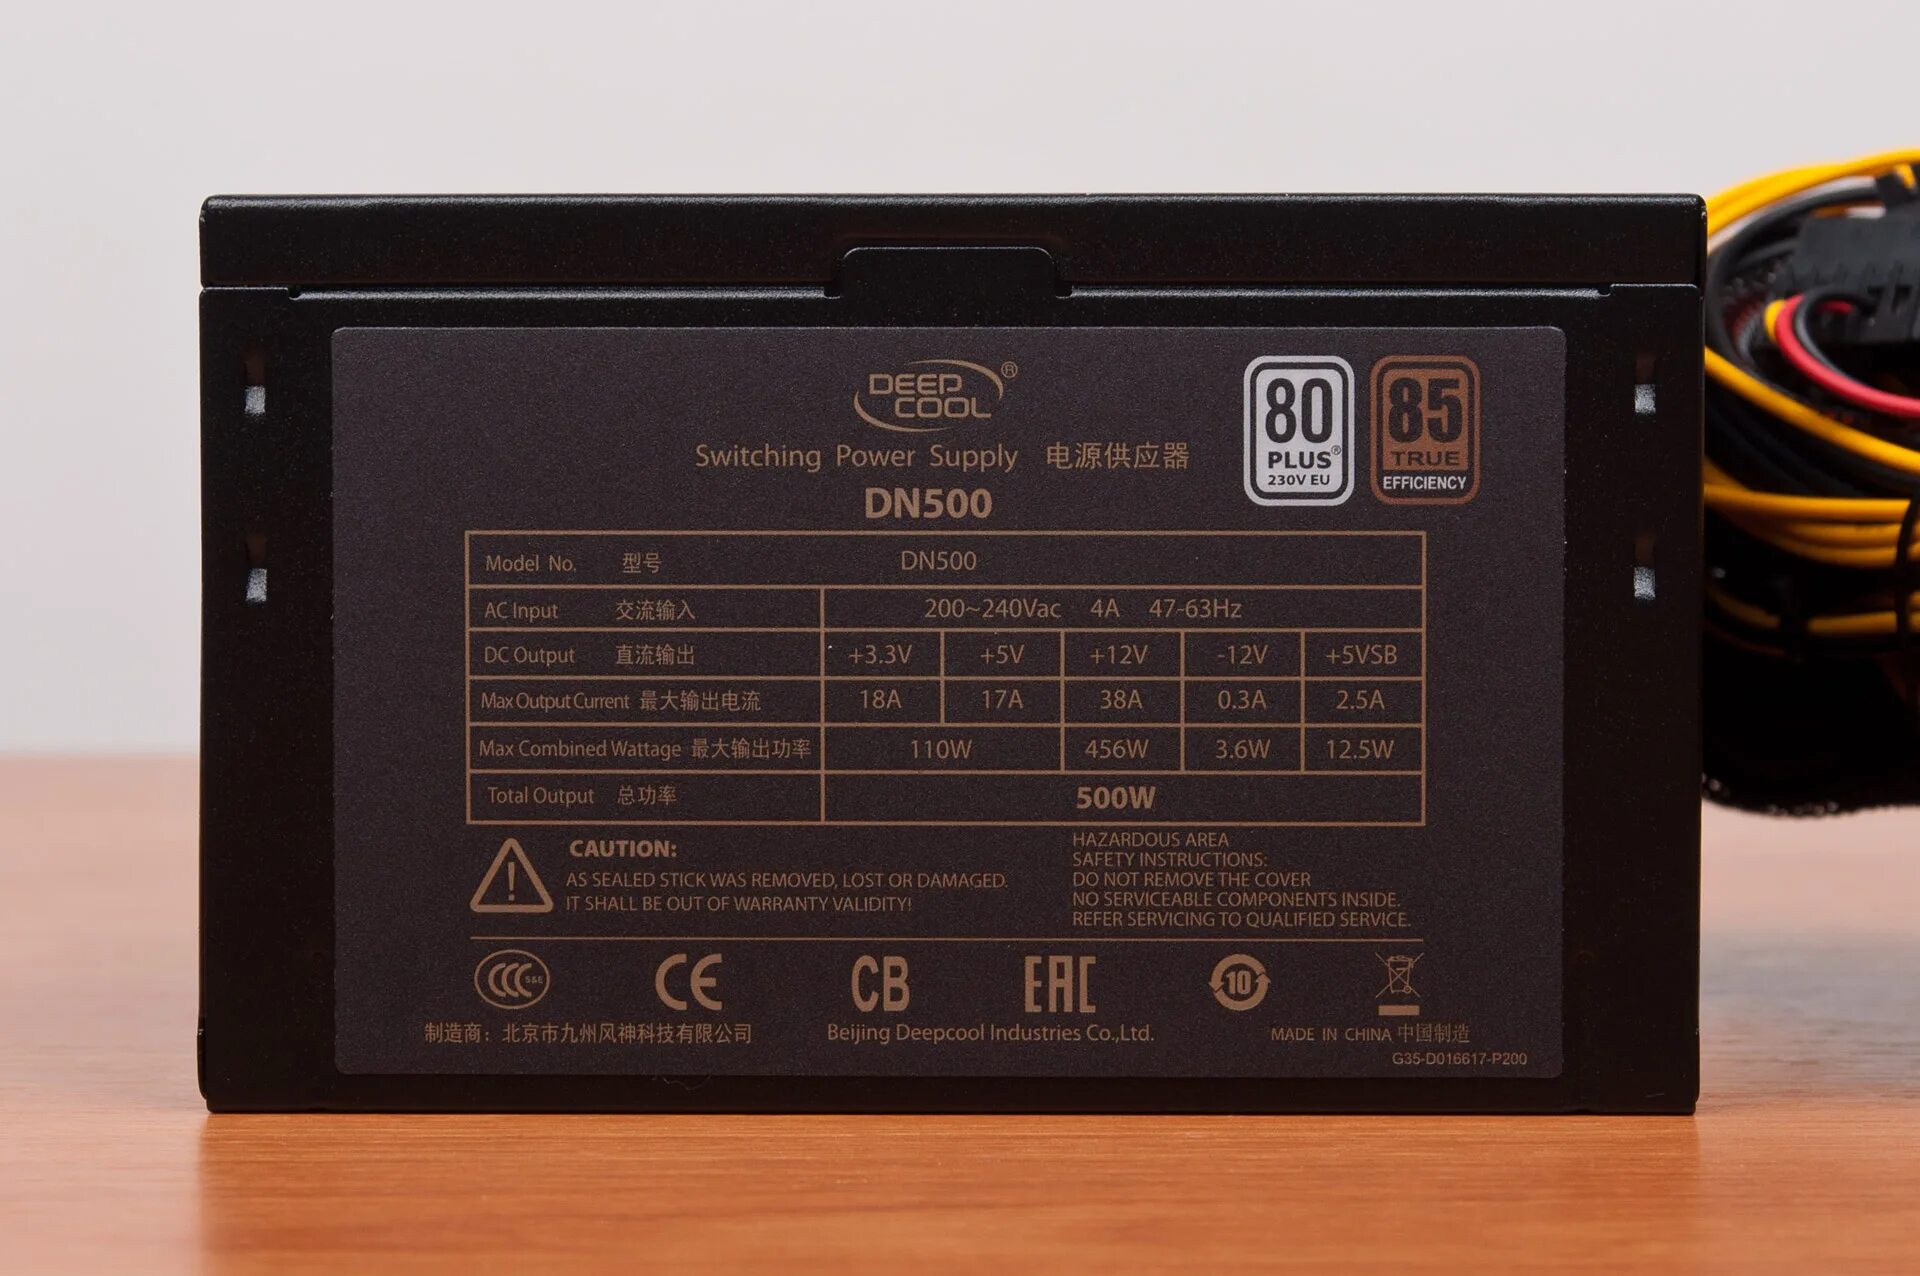 DEEP
COOL®
Switching Power Supply 电源供应器
DN500
80
PLUS®
230V EU
85
TRUE
EFFICIENCY
Model No. 型号 DN500
AC Input 交流输入 200~240Vac 4A 47-63Hz
DC Output 直流输出 +3.3V +5V +12V -12V +5VSB
Max Output Current 最大输出电流 18A 17A 38A 0.3A 2.5A
Max Combined Wattage 最大输出功率 110W 456W 3.6W 12.5W
Total Output 总功率 500W
CAUTION:
AS SEALED STICK WAS REMOVED, LOST OR DAMAGED.
IT SHALL BE OUT OF WARRANTY VALIDITY!
HAZARDOUS AREA
SAFETY INSTRUCTIONS:
DO NOT REMOVE THE COVER
NO SERVICEABLE COMPONENTS INSIDE.
REFER SERVICING TO QUALIFIED SERVICE.
CCC S&E CE CB EAC 10
制造商：北京市九州风神科技有限公司 Beijing Deepcool Industries Co.,Ltd. MADE IN CHINA 中国制造
G35-D016617-P200